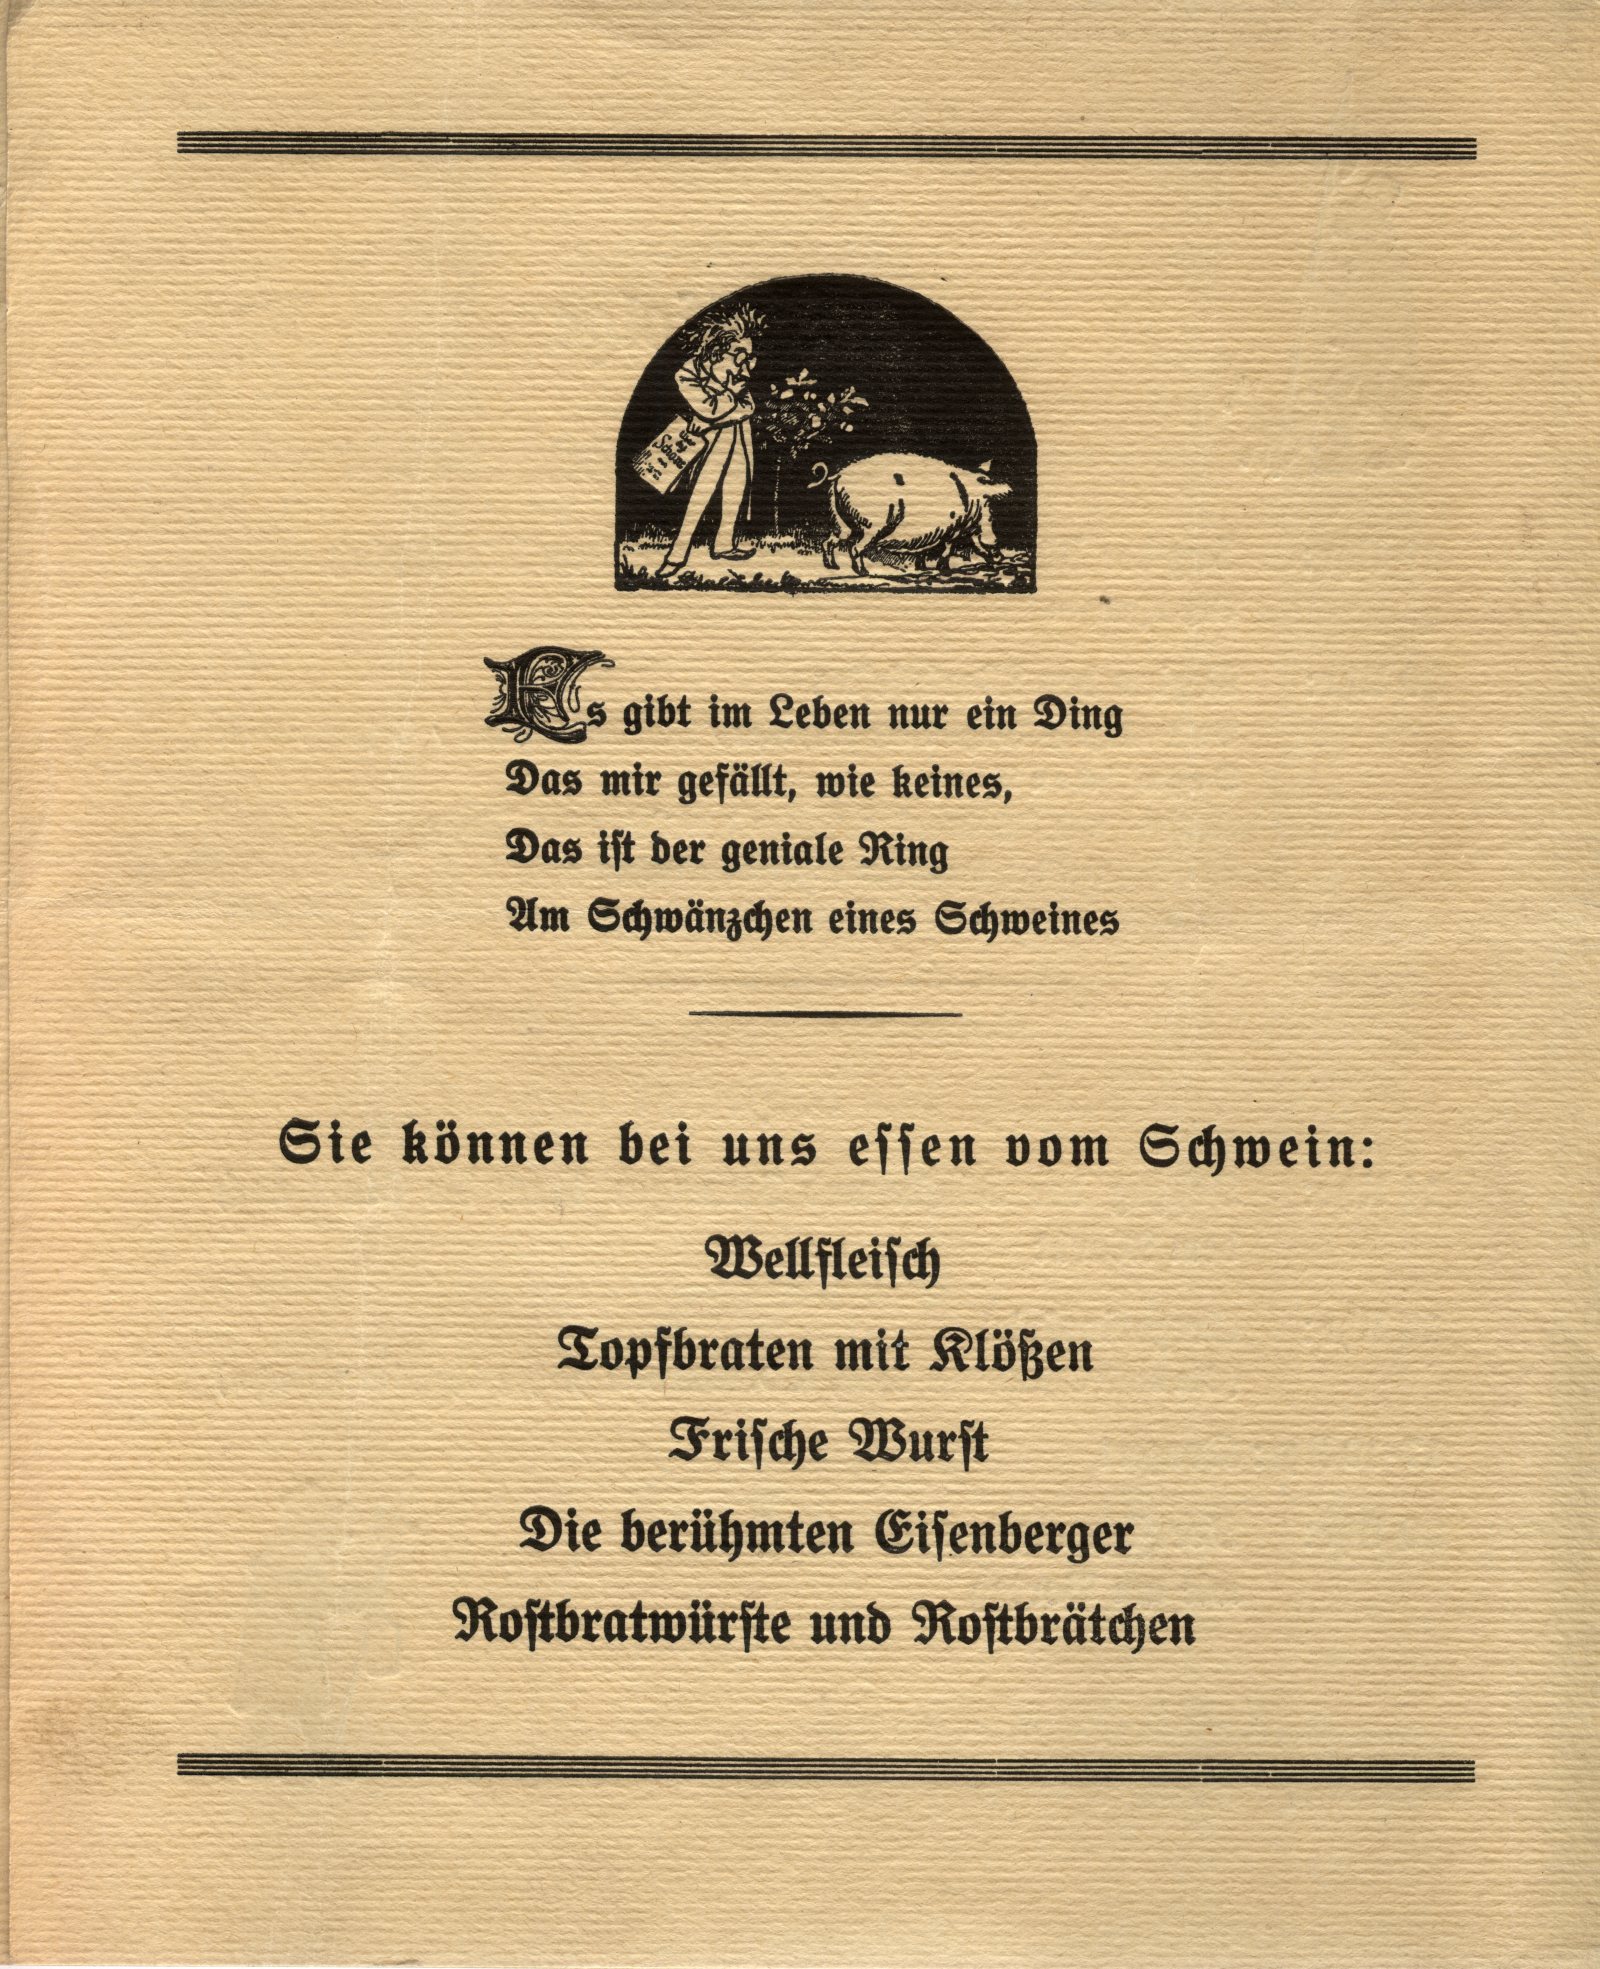 Es gibt im Leben nur ein Ding
Das mir gefällt, wie keines,
Das ist der geniale Ring
Am Schwänzchen eines Schweines
Sie können bei uns essen vom Schwein:
Wellfleisch
Topfbraten mit Klößen
Frische Wurst
Die berühmten Eisenberger
Rostbratwürste und Rostbrätchen